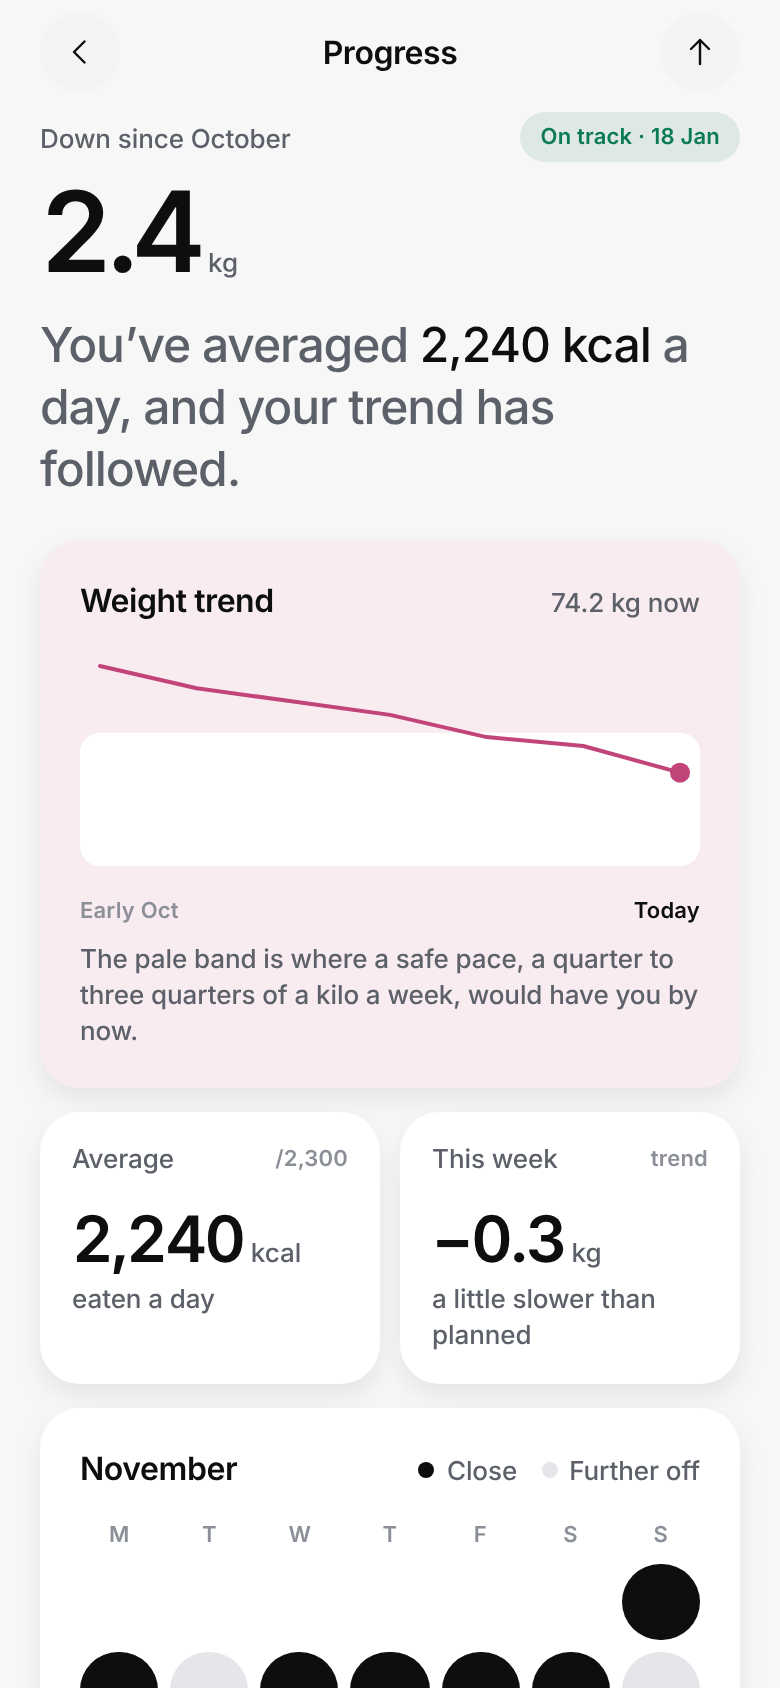 Progress
Down since October
On track · 18 Jan
2.4 kg
You’ve averaged 2,240 kcal a
day, and your trend has
followed.
Weight trend
74.2 kg now
Early Oct
Today
The pale band is where a safe pace, a quarter to
three quarters of a kilo a week, would have you by
now.
Average
/2,300
2,240 kcal
eaten a day
This week
trend
−0.3 kg
a little slower than
planned
November
Close
Further off
M T W T F S S